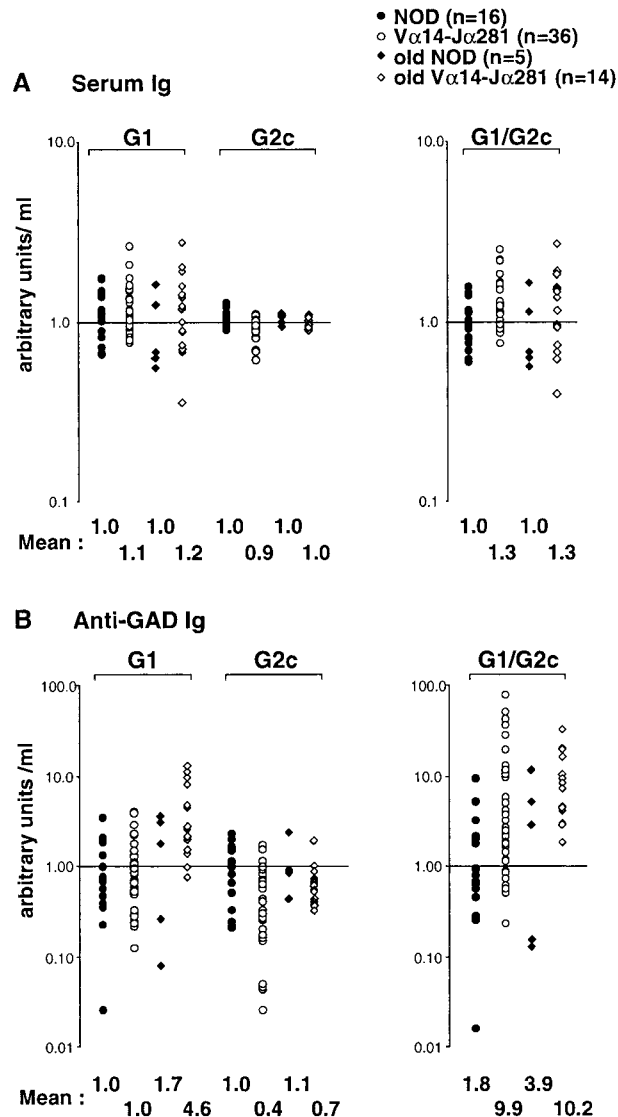 ● NOD (n=16)
○ Vα14-Jα281 (n=36)
◆ old NOD (n=5)
◇ old Vα14-Jα281 (n=14)
A Serum Ig
G1 G2c G1/G2c
arbitrary units/ ml
10.0 10.0
1.0 1.0
0.1 0.1
1.0 1.0 1.0 1.0 1.0 1.0
Mean :
1.1 1.2 0.9 1.0 1.3 1.3
B Anti-GAD Ig
G1 G2c G1/G2c
arbitrary units /ml
100.0 100.0
10.0 10.0
1.00 1.00
0.10 0.10
0.01 0.01
1.0 1.7 1.0 1.1 1.8 3.9
Mean :
1.0 4.6 0.4 0.7 9.9 10.2